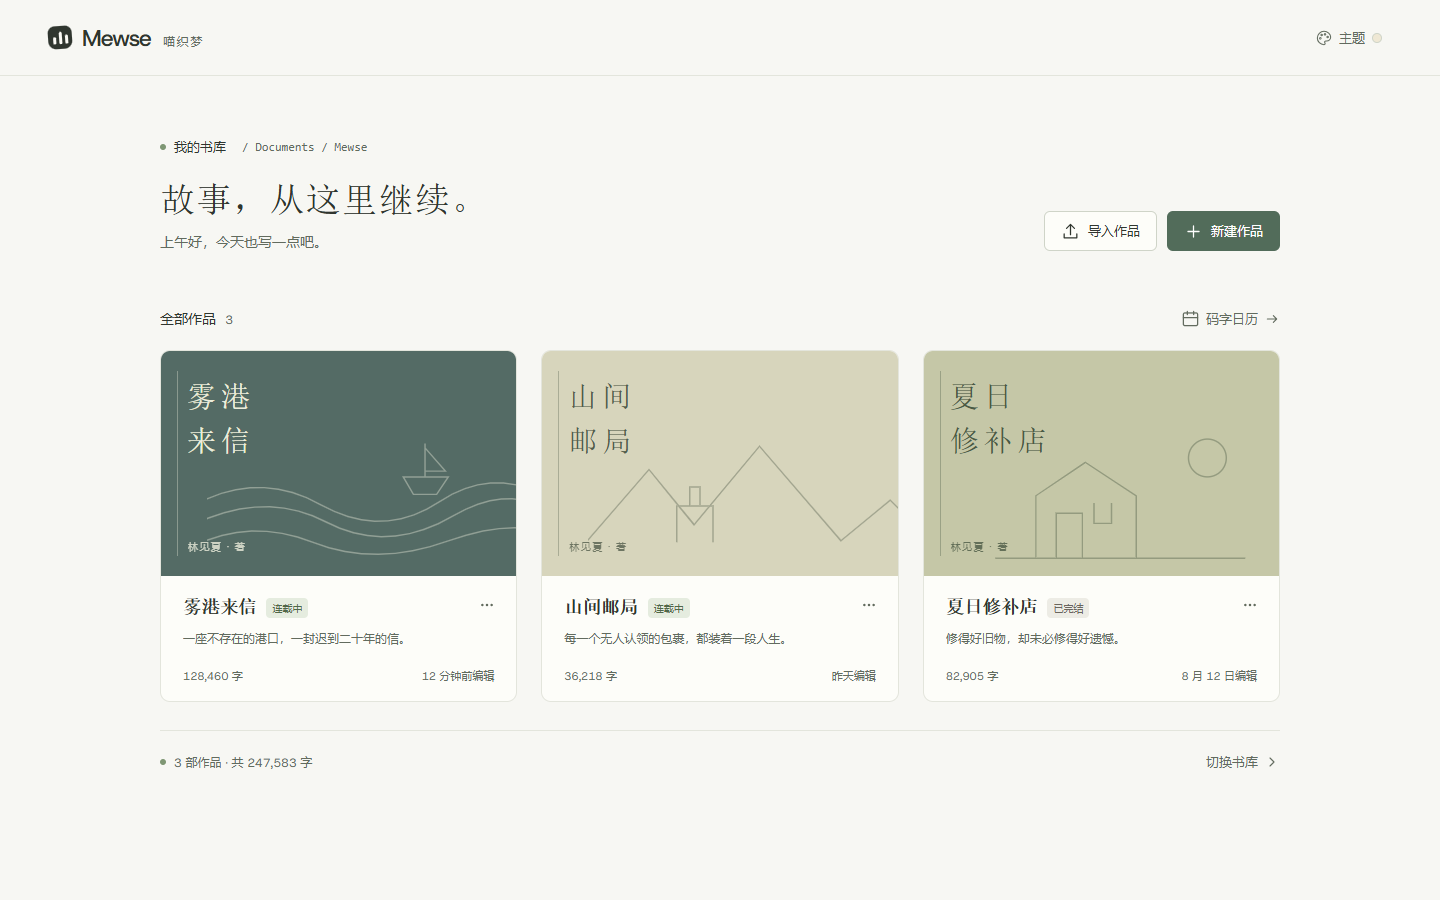 Mewse 喵织梦
主题
我的书库 / Documents / Mewse
故事，从这里继续。
上午好，今天也写一点吧。
导入作品
新建作品
全部作品 3
码字日历
雾港
来信
林见夏 · 著
山间
邮局
林见夏 · 著
夏日
修补店
林见夏 · 著
雾港来信 连载中
一座不存在的港口，一封迟到二十年的信。
128,460 字 12 分钟前编辑
山间邮局 连载中
每一个无人认领的包裹，都装着一段人生。
36,218 字 昨天编辑
夏日修补店 已完结
修得好旧物，却未必修得好遗憾。
82,905 字 8 月 12 日编辑
3 部作品 · 共 247,583 字
切换书库